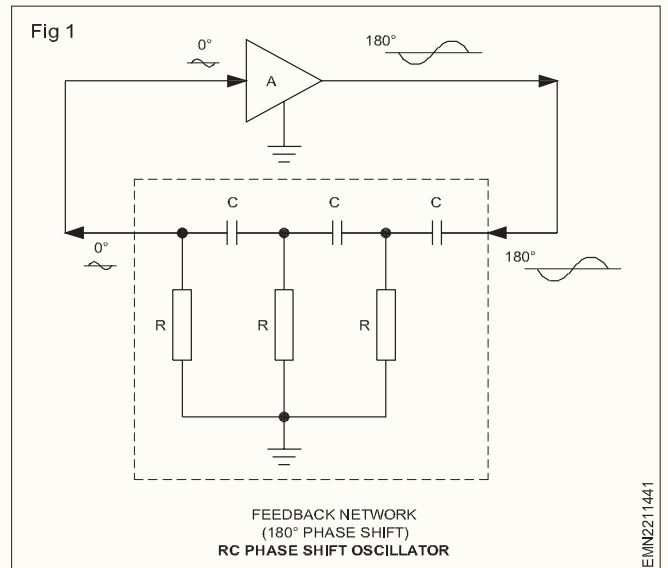 Fig 1
0°
180°
A
C C C
0°
180°
R R R
FEEDBACK NETWORK
(180° PHASE SHIFT)
RC PHASE SHIFT OSCILLATOR
EMN2211441